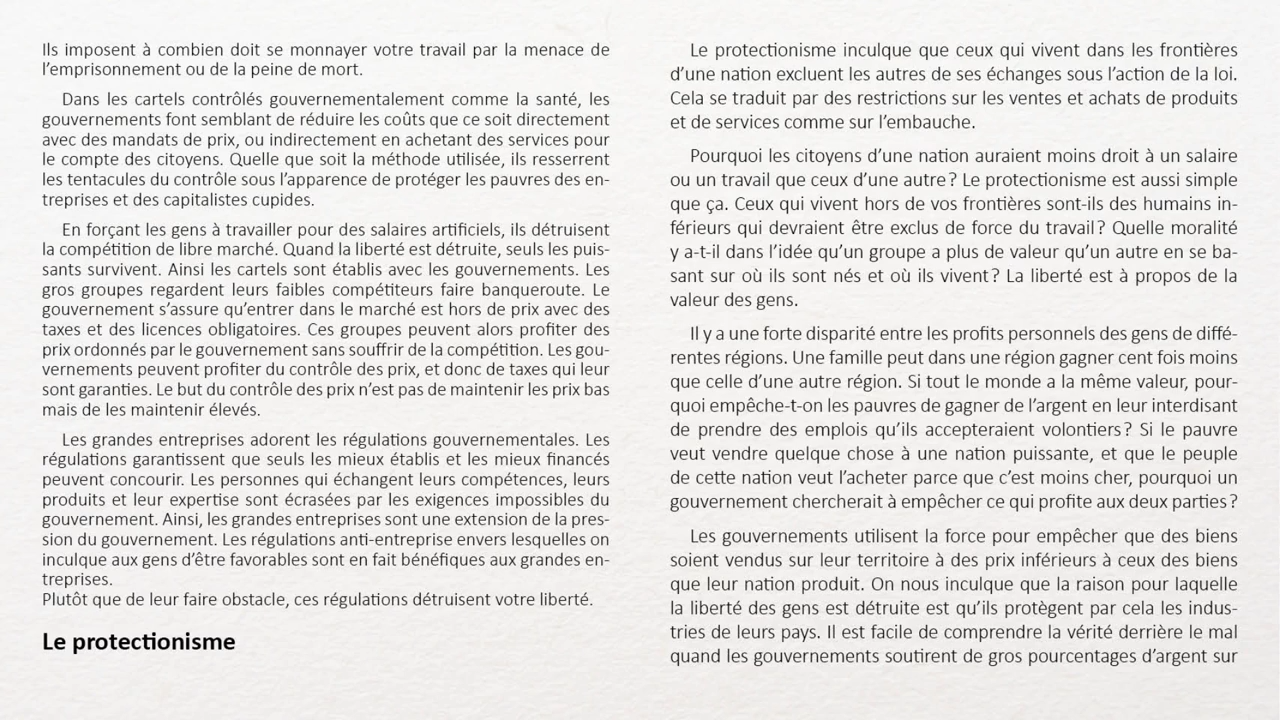 Ils imposent à combien doit se monnayer votre travail par la menace de
l'emprisonnement ou de la peine de mort.
Dans les cartels contrôlés gouvernementalement comme la santé, les
gouvernements font semblant de réduire les coûts que ce soit directement
avec des mandats de prix, ou indirectement en achetant des services pour
le compte des citoyens. Quelle que soit la méthode utilisée, ils resserrent
les tentacules du contrôle sous l'apparence de protéger les pauvres des en-
treprises et des capitalistes cupides.
En forçant les gens à travailler pour des salaires artificiels, ils détruisent
la compétition de libre marché. Quand la liberté est détruite, seuls les puis-
sants survivent. Ainsi les cartels sont établis avec les gouvernements. Les
gros groupes regardent leurs faibles compétiteurs faire banqueroute. Le
gouvernement s'assure qu'entrer dans le marché est hors de prix avec des
taxes et des licences obligatoires. Ces groupes peuvent alors profiter des
prix ordonnés par le gouvernement sans souffrir de la compétition. Les gou-
vernements peuvent profiter du contrôle des prix, et donc de taxes qui leur
sont garanties. Le but du contrôle des prix n'est pas de maintenir les prix bas
mais de les maintenir élevés.
Les grandes entreprises adorent les régulations gouvernementales. Les
régulations garantissent que seuls les mieux établis et les mieux financés
peuvent concourir. Les personnes qui échangent leurs compétences, leurs
produits et leur expertise sont écrasées par les exigences impossibles du
gouvernement. Ainsi, les grandes entreprises sont une extension de la pres-
sion du gouvernement. Les régulations anti-entreprise envers lesquelles on
inculque aux gens d'être favorables sont en fait bénéfiques aux grandes en-
treprises.
Plutôt que de leur faire obstacle, ces régulations détruisent votre liberté.
Le protectionisme
Le protectionisme inculque que ceux qui vivent dans les frontières
d'une nation excluent les autres de ses échanges sous l'action de la loi.
Cela se traduit par des restrictions sur les ventes et achats de produits
et de services comme sur l'embauche.
Pourquoi les citoyens d'une nation auraient moins droit à un salaire
ou un travail que ceux d'une autre ? Le protectionisme est aussi simple
que ça. Ceux qui vivent hors de vos frontières sont-ils des humains in-
férieurs qui devraient être exclus de force du travail ? Quelle moralité
y a-t-il dans l'idée qu'un groupe a plus de valeur qu'un autre en se ba-
sant sur où ils sont nés et où ils vivent ? La liberté est à propos de la
valeur des gens.
Il y a une forte disparité entre les profits personnels des gens de diffé-
rentes régions. Une famille peut dans une région gagner cent fois moins
que celle d'une autre région. Si tout le monde a la même valeur, pour-
quoi empêche-t-on les pauvres de gagner de l'argent en leur interdisant
de prendre des emplois qu'ils accepteraient volontiers ? Si le pauvre
veut vendre quelque chose à une nation puissante, et que le peuple
de cette nation veut l'acheter parce que c'est moins cher, pourquoi un
gouvernement chercherait à empêcher ce qui profite aux deux parties ?
Les gouvernements utilisent la force pour empêcher que des biens
soient vendus sur leur territoire à des prix inférieurs à ceux des biens
que leur nation produit. On nous inculque que la raison pour laquelle
la liberté des gens est détruite est qu'ils protègent par cela les indus-
tries de leurs pays. Il est facile de comprendre la vérité derrière le mal
quand les gouvernements soutirent de gros pourcentages d'argent sur